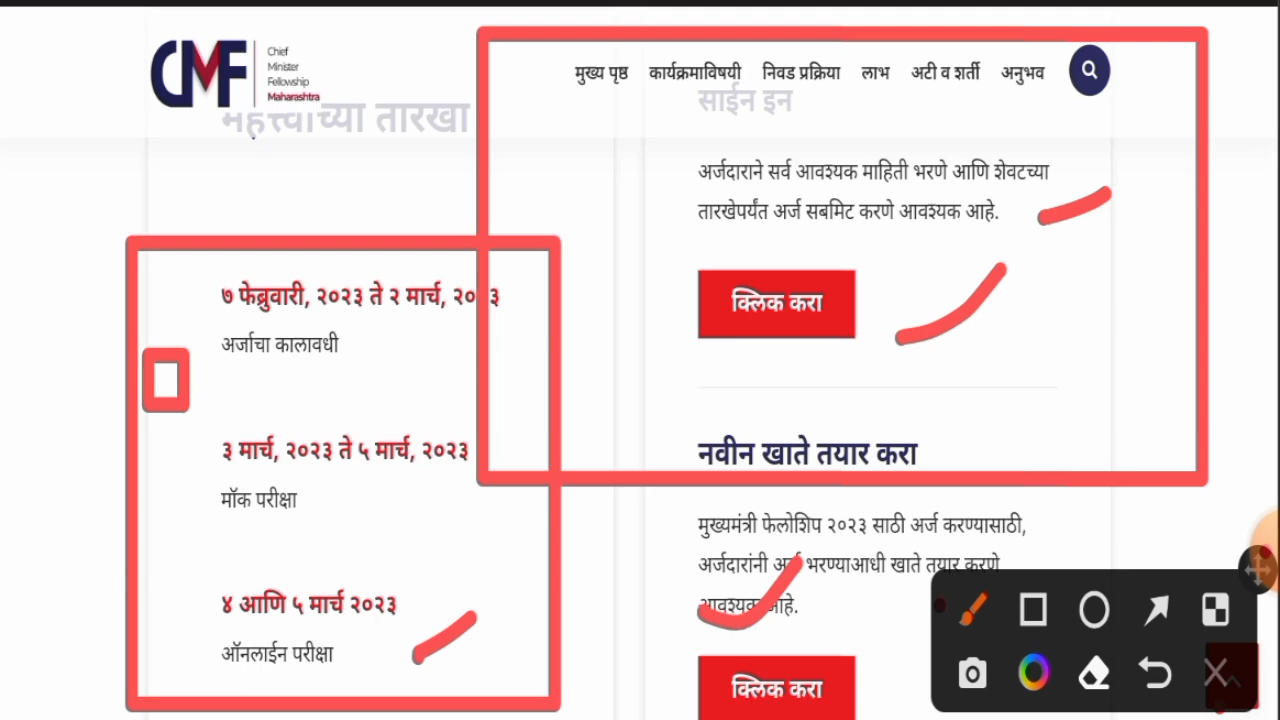 Chief
Minister
Fellowship
Maharashtra
मुख्य पृष्ठ कार्यक्रमाविषयी निवड प्रक्रिया लाभ अटी व शर्ती अनुभव
महत्त्वाच्या तारखा
७ फेब्रुवारी, २०२३ ते २ मार्च, २०२३
अर्जाचा कालावधी
३ मार्च, २०२३ ते ५ मार्च, २०२३
मॉक परीक्षा
४ आणि ५ मार्च २०२३
ऑनलाईन परीक्षा
साईन इन
अर्जदाराने सर्व आवश्यक माहिती भरणे आणि शेवटच्या
तारखेपर्यंत अर्ज सबमिट करणे आवश्यक आहे.
क्लिक करा
नवीन खाते तयार करा
मुख्यमंत्री फेलोशिप २०२३ साठी अर्ज करण्यासाठी,
अर्जदारांनी अर्ज भरण्याआधी खाते तयार करणे
आवश्यक आहे.
क्लिक करा
CMF